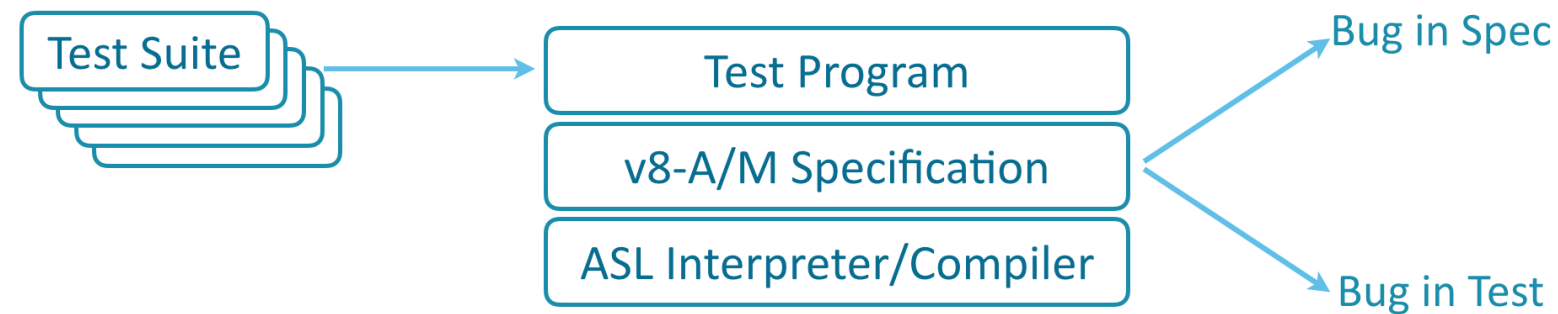 Test Suite
Test Program
v8-A/M Specification
ASL Interpreter/Compiler
Bug in Spec
Bug in Test